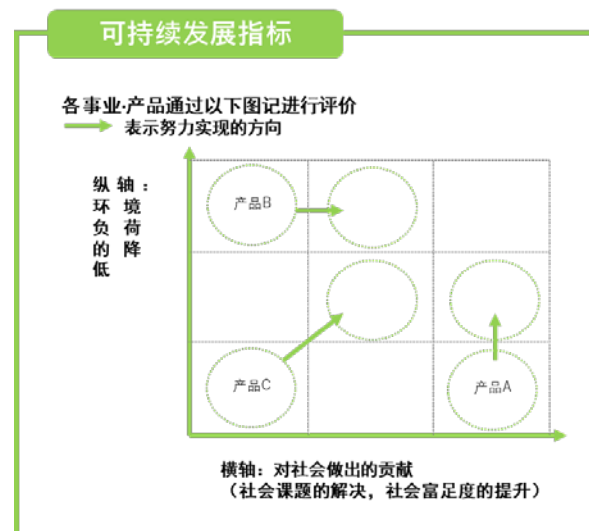 可持续发展指标
各事业·产品通过以下图记进行评价
表示努力实现的方向
纵轴：
环境
负荷
的降
低
产品B
产品C
产品A
横轴：对社会做出的贡献
（社会课题的解决，社会富足度的提升）